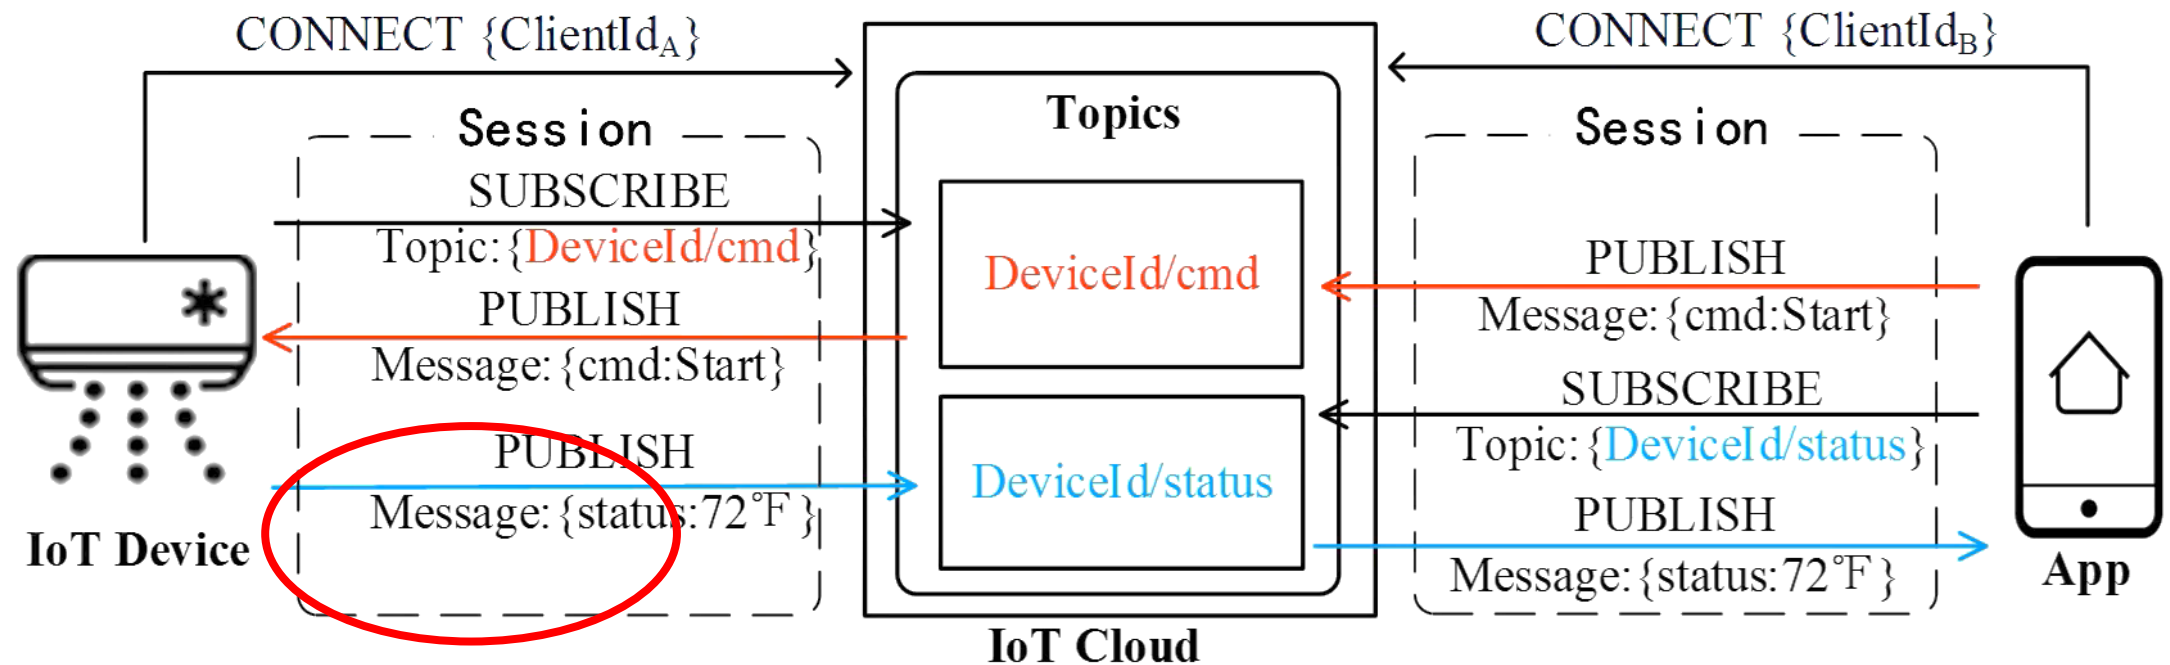 CONNECT {ClientIdA}
CONNECT {ClientIdB}
Topics
Session
SUBSCRIBE
Topic:{DeviceId/cmd}
PUBLISH
Message:{cmd:Start}
PUBLISH
Message:{status:72℉}
IoT Device
DeviceId/cmd
DeviceId/status
IoT Cloud
Session
PUBLISH
Message:{cmd:Start}
SUBSCRIBE
Topic:{DeviceId/status}
PUBLISH
Message:{status:72℉}
App